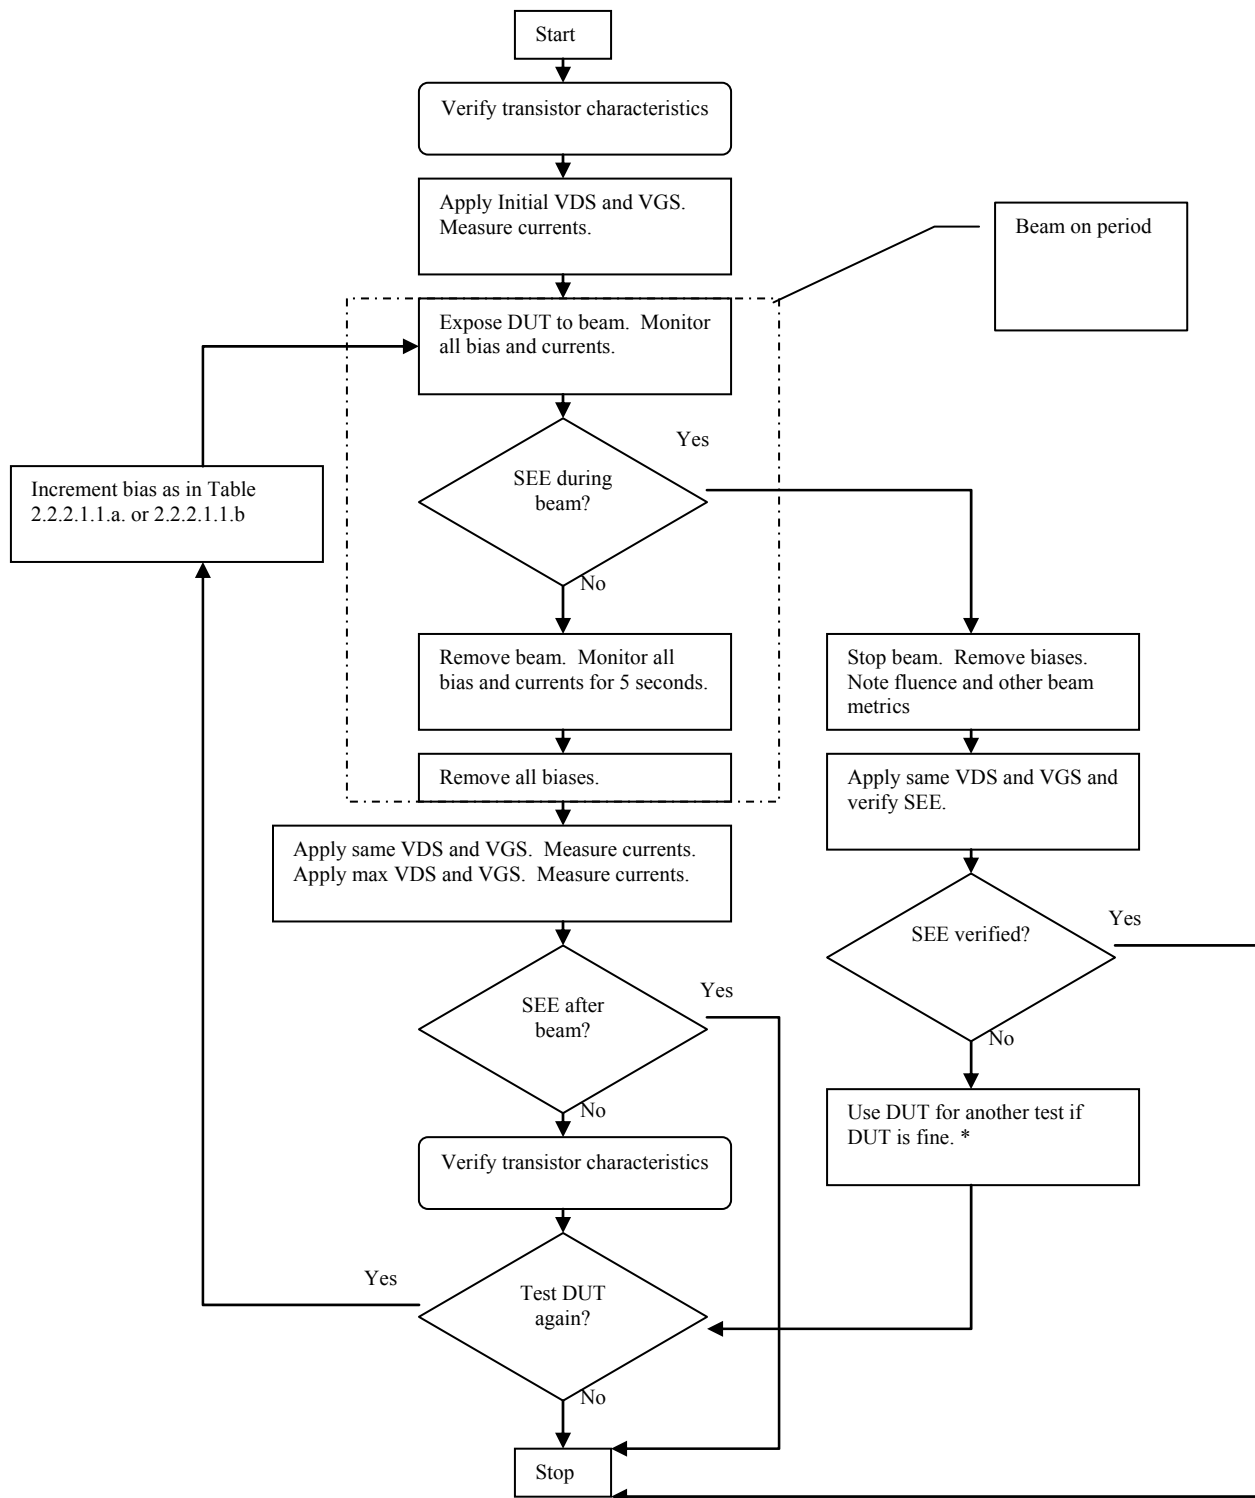 Start
Verify transistor characteristics
Apply Initial VDS and VGS.
Measure currents.
Beam on period
Expose DUT to beam.  Monitor
all bias and currents.
Yes
SEE during
beam?
Increment bias as in Table
2.2.2.1.1.a. or 2.2.2.1.1.b
No
Remove beam.  Monitor all
bias and currents for 5 seconds.
Stop beam.  Remove biases.
Note fluence and other beam
metrics
Remove all biases.
Apply same VDS and VGS and
verify SEE.
Apply same VDS and VGS.  Measure currents.
Apply max VDS and VGS.  Measure currents.
SEE verified?
Yes
SEE after
beam?
Yes
No
No
Use DUT for another test if
DUT is fine. *
Verify transistor characteristics
Yes
Test DUT
again?
No
Stop